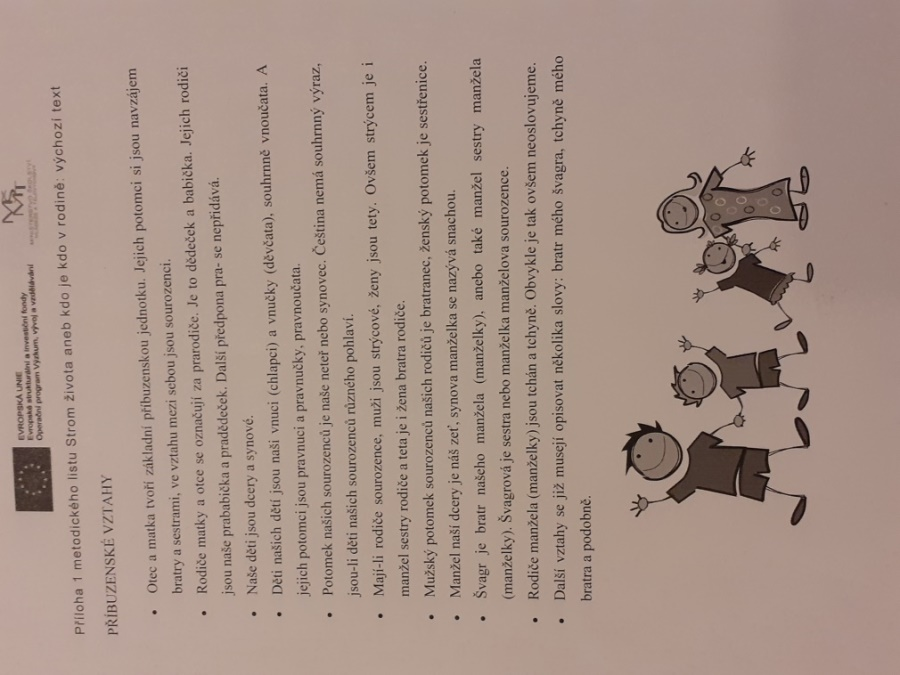 EVROPSKÁ UNIE
Evropské strukturální a investiční fondy
Operační program Výzkum, vývoj a vzdělávání
Příloha 1 metodického listu Strom života aneb kdo je kdo v rodině: výchozí text
PŘÍBUZENSKÉ VZTAHY
• Otec a matka tvoří základní příbuzenskou jednotku. Jejich potomci si jsou navzájem
bratry a sestrami, ve vztahu mezi sebou jsou sourozenci.
• Rodiče matky a otce se označují za prarodiče. Je to dědeček a babička. Jejich rodiči
jsou naše prababička a pradědeček. Další předpona pra- se nepřidává.
• Naše děti jsou dcery a synové.
• Děti našich dětí jsou naši vnuci (chlapci) a vnučky (děvčata), souhrnně vnoučata. A
jejich potomci jsou pravnuci a pravnučky, pravnoučata.
• Potomek našich sourozenců je naše neteř nebo synovec. Čeština nemá souhrnný výraz,
jsou-li děti našich sourozenců různého pohlaví.
• Mají-li rodiče sourozence, muži jsou strýcové, ženy jsou tety. Ovšem strýcem je i
manžel sestry rodiče a teta je i žena bratra rodiče.
• Mužský potomek sourozenců našich rodičů je bratranec, ženský potomek je sestřenice.
• Manžel naší dcery je náš zeť, synova manželka se nazývá snachou.
• Švagr je bratr našeho manžela (manželky), anebo také manžel sestry manžela
(manželky). Švagrová je sestra nebo manželka manželova sourozence.
• Rodiče manžela (manželky) jsou tchán a tchyně. Obvykle je tak ovšem neoslovujeme.
• Další vztahy se již musejí opisovat několika slovy: bratr mého švagra, tchyně mého
bratra a podobně.